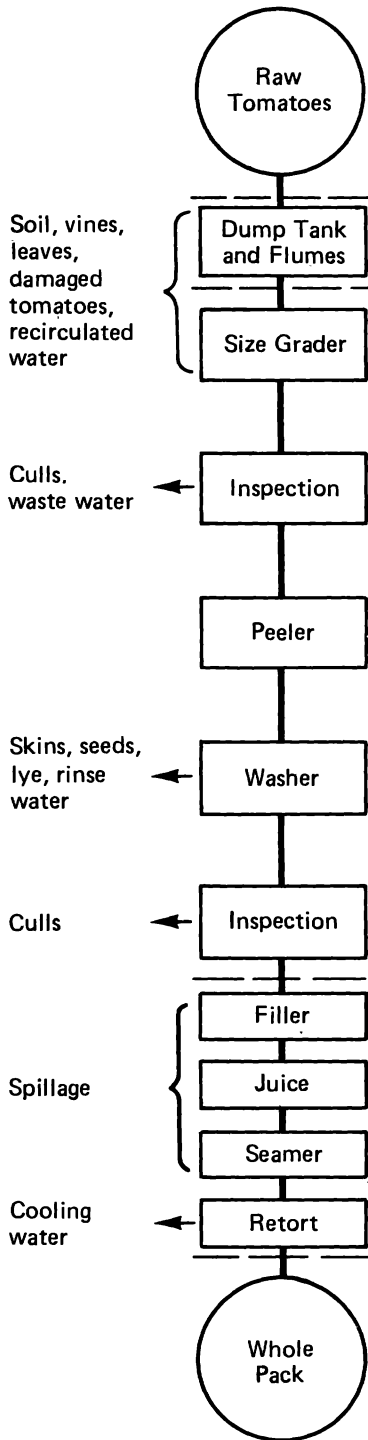 Raw
Tomatoes
Soil, vines,
leaves,
damaged
tomatoes,
recirculated
water
Dump Tank
and Flumes
Size Grader
Culls.
waste water
Inspection
Peeler
Skins, seeds,
lye, rinse
water
Washer
Culls
Inspection
Filler
Spillage
Juice
Seamer
Cooling
water
Retort
Whole
Pack